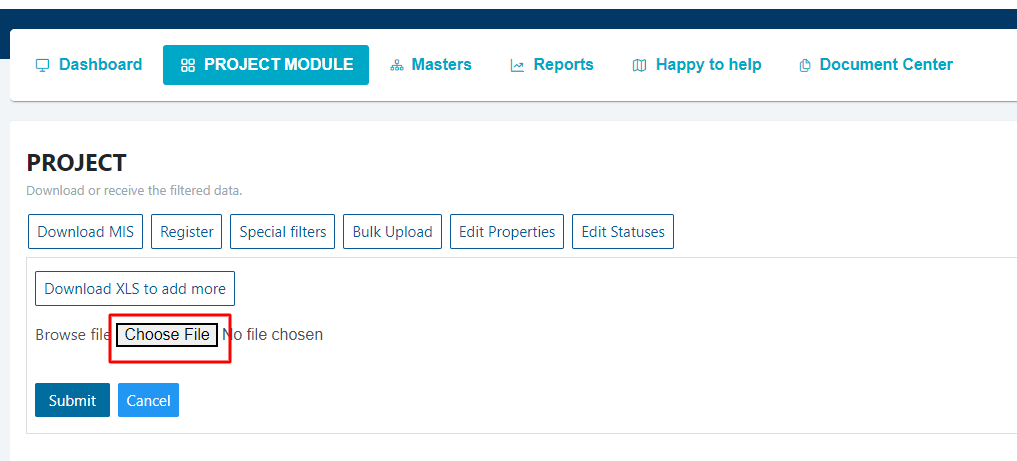 Dashboard PROJECT MODULE Masters Reports Happy to help Document Center
PROJECT
Download or receive the filtered data.
Download MIS Register Special filters Bulk Upload Edit Properties Edit Statuses
Download XLS to add more
Browse file Choose File No file chosen
Submit Cancel